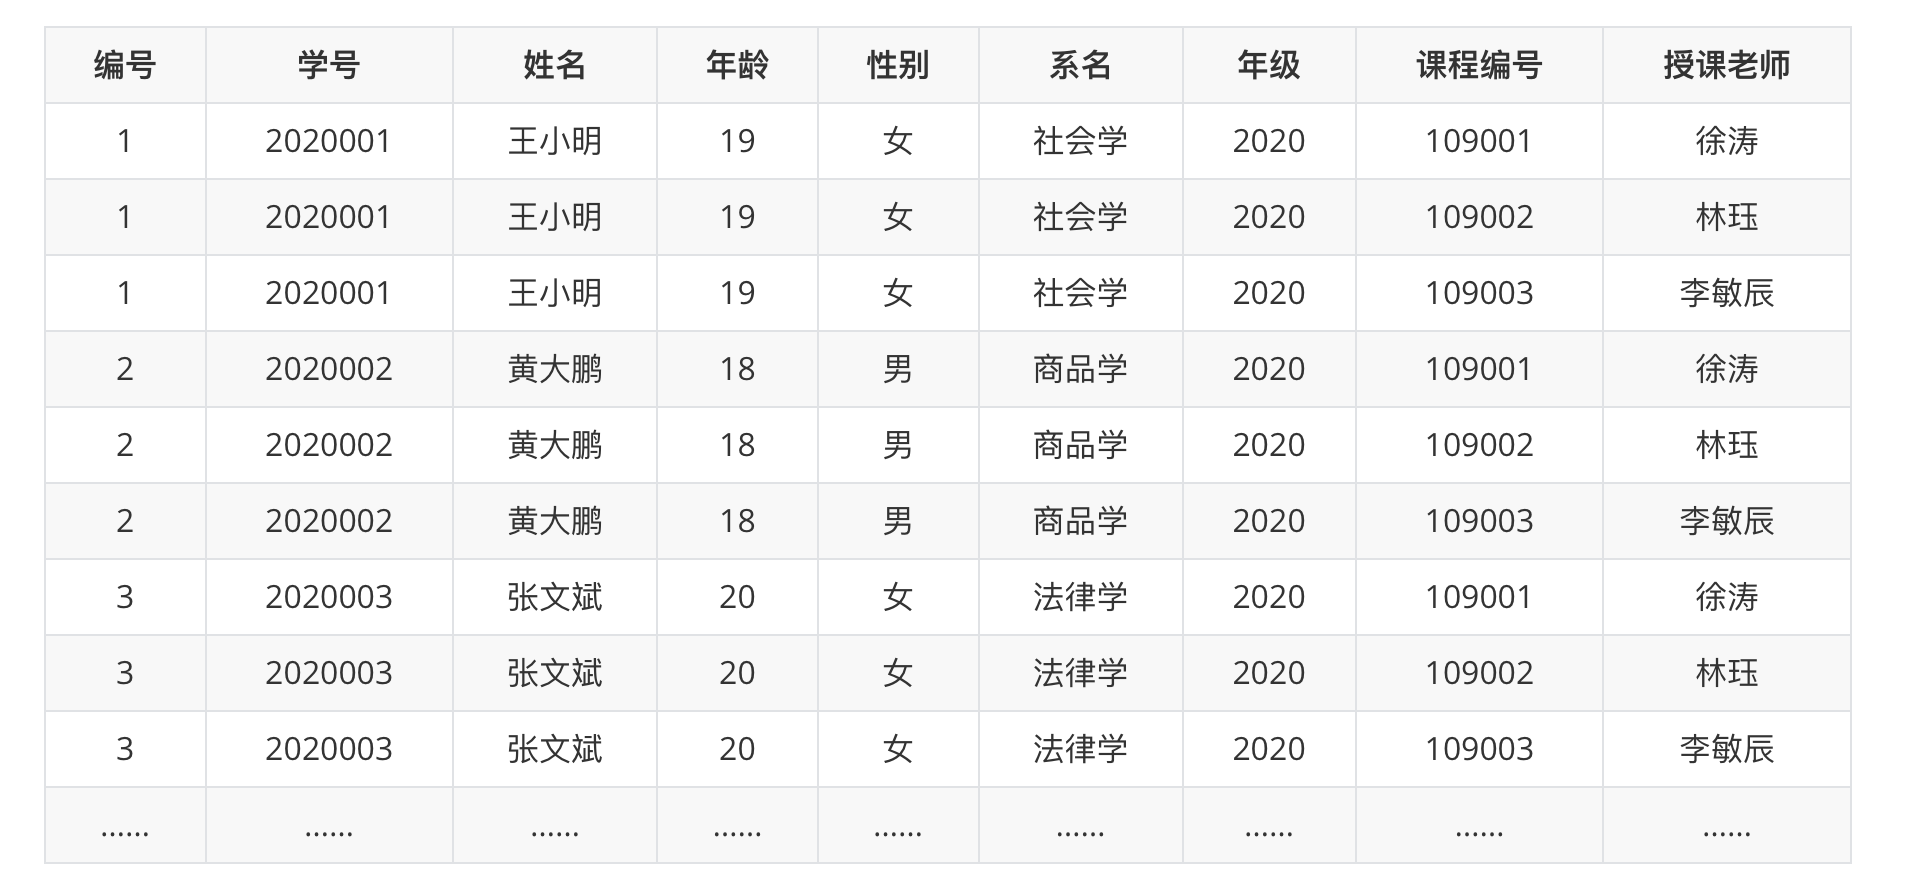 编号 学号 姓名 年龄 性别 系名 年级 课程编号 授课老师
1 2020001 王小明 19 女 社会学 2020 109001 徐涛
1 2020001 王小明 19 女 社会学 2020 109002 林珏
1 2020001 王小明 19 女 社会学 2020 109003 李敏辰
2 2020002 黄大鹏 18 男 商品学 2020 109001 徐涛
2 2020002 黄大鹏 18 男 商品学 2020 109002 林珏
2 2020002 黄大鹏 18 男 商品学 2020 109003 李敏辰
3 2020003 张文斌 20 女 法律学 2020 109001 徐涛
3 2020003 张文斌 20 女 法律学 2020 109002 林珏
3 2020003 张文斌 20 女 法律学 2020 109003 李敏辰
...... ...... ...... ...... ...... ...... ...... ...... ......